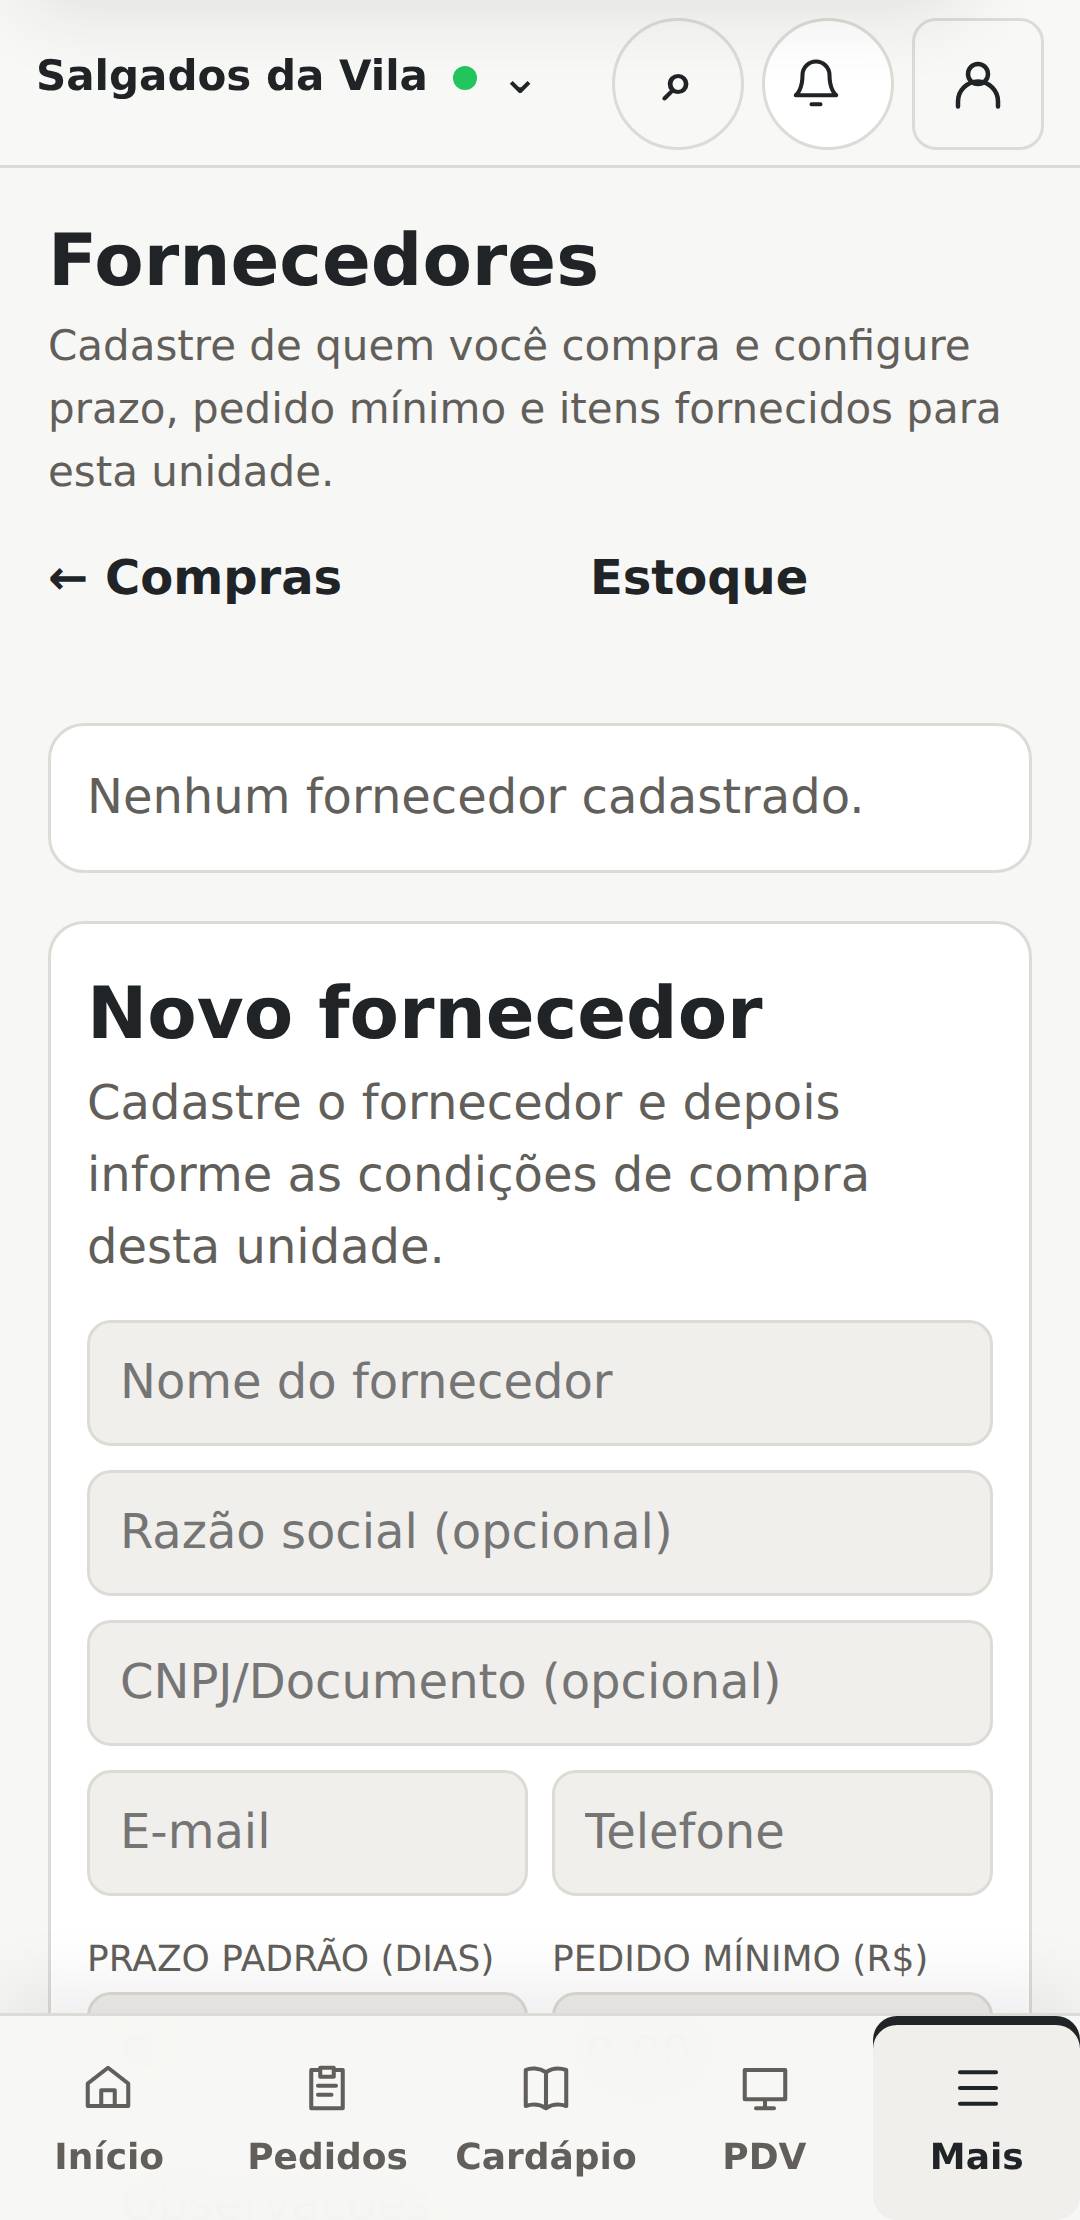 Salgados da Vila
Fornecedores
Cadastre de quem você compra e configure
prazo, pedido mínimo e itens fornecidos para
esta unidade.
← Compras
Estoque
Nenhum fornecedor cadastrado.
Novo fornecedor
Cadastre o fornecedor e depois
informe as condições de compra
desta unidade.
Nome do fornecedor
Razão social (opcional)
CNPJ/Documento (opcional)
E-mail
Telefone
PRAZO PADRÃO (DIAS)
PEDIDO MÍNIMO (R$)
Início
Pedidos
Cardápio
PDV
Mais